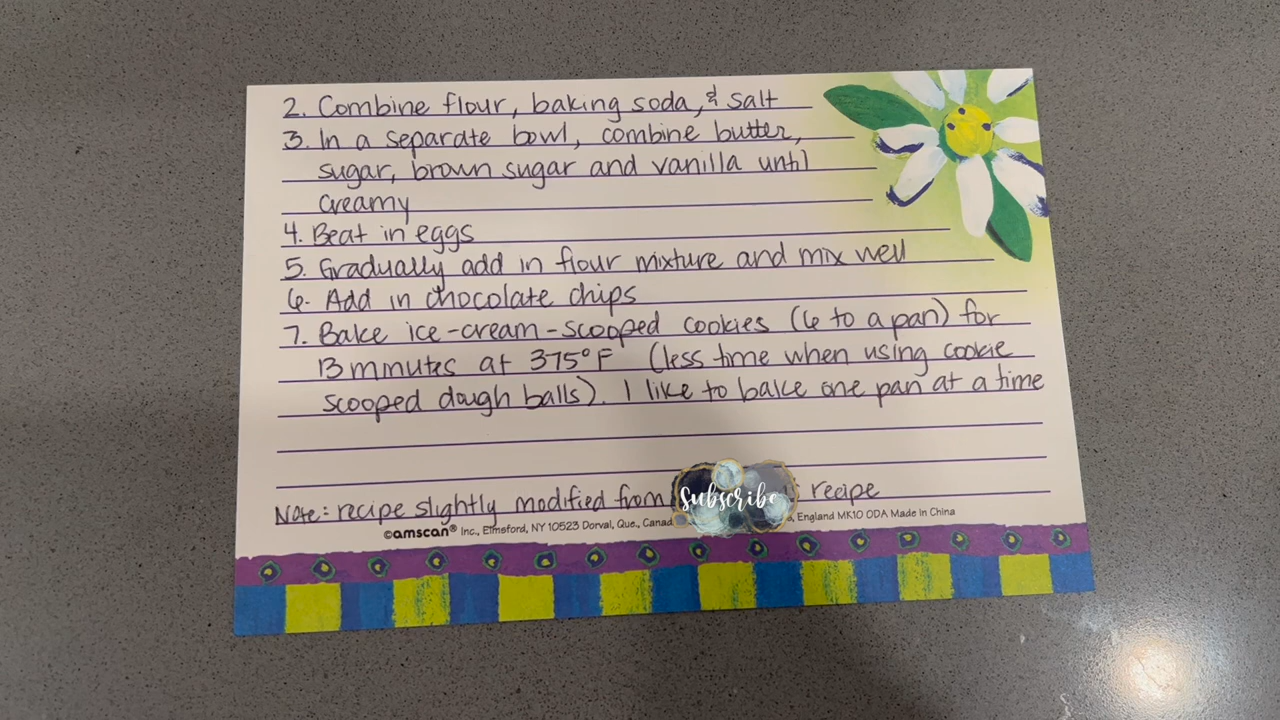 2. Combine flour, baking soda, & salt
3. In a separate bowl, combine butter,
sugar, brown sugar and vanilla until
creamy
4. Beat in eggs
5. Gradually add in flour mixture and mix well
6. Add in chocolate chips
7. Bake ice-cream-scooped cookies (6 to a pan) for
13 minutes at 375°F (less time when using cookie
scooped dough balls). I like to bake one pan at a time
Note: recipe slightly modified from recipe
subscribe
©amscan® Inc., Elmsford, NY 10523 Dorval, Que., England MK10 0DA Made in China